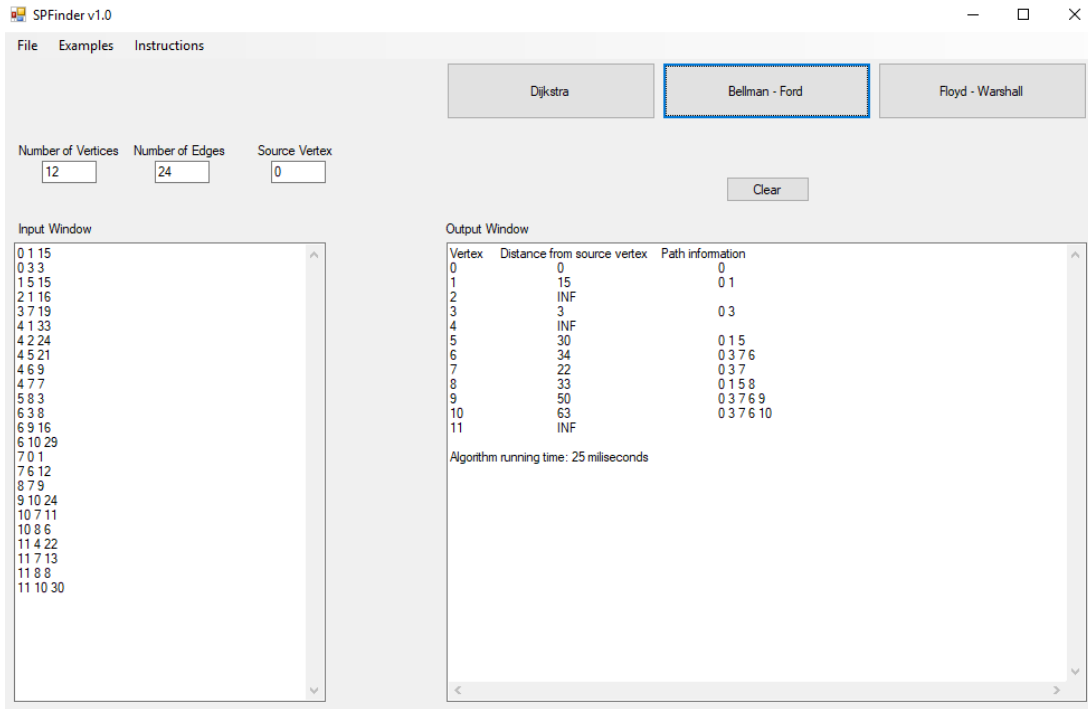 SPFinder v1.0
File Examples Instructions
Dijkstra Bellman - Ford Floyd - Warshall
Number of Vertices Number of Edges Source Vertex
12 24 0
Clear
Input Window
0 1 15
0 3 3
1 5 15
2 1 16
3 7 19
4 1 33
4 2 24
4 5 21
4 6 9
4 7 7
5 8 3
6 3 8
6 9 16
6 10 29
7 0 1
7 6 12
8 7 9
9 10 24
10 7 11
10 8 6
11 4 22
11 7 13
11 8 8
11 10 30
Output Window
Vertex Distance from source vertex Path information
0 0 0
1 15 0 1
2 INF
3 3 0 3
4 INF
5 30 0 1 5
6 34 0 3 7 6
7 22 0 3 7
8 33 0 1 5 8
9 50 0 3 7 6 9
10 63 0 3 7 6 10
11 INF
Algorithm running time: 25 miliseconds